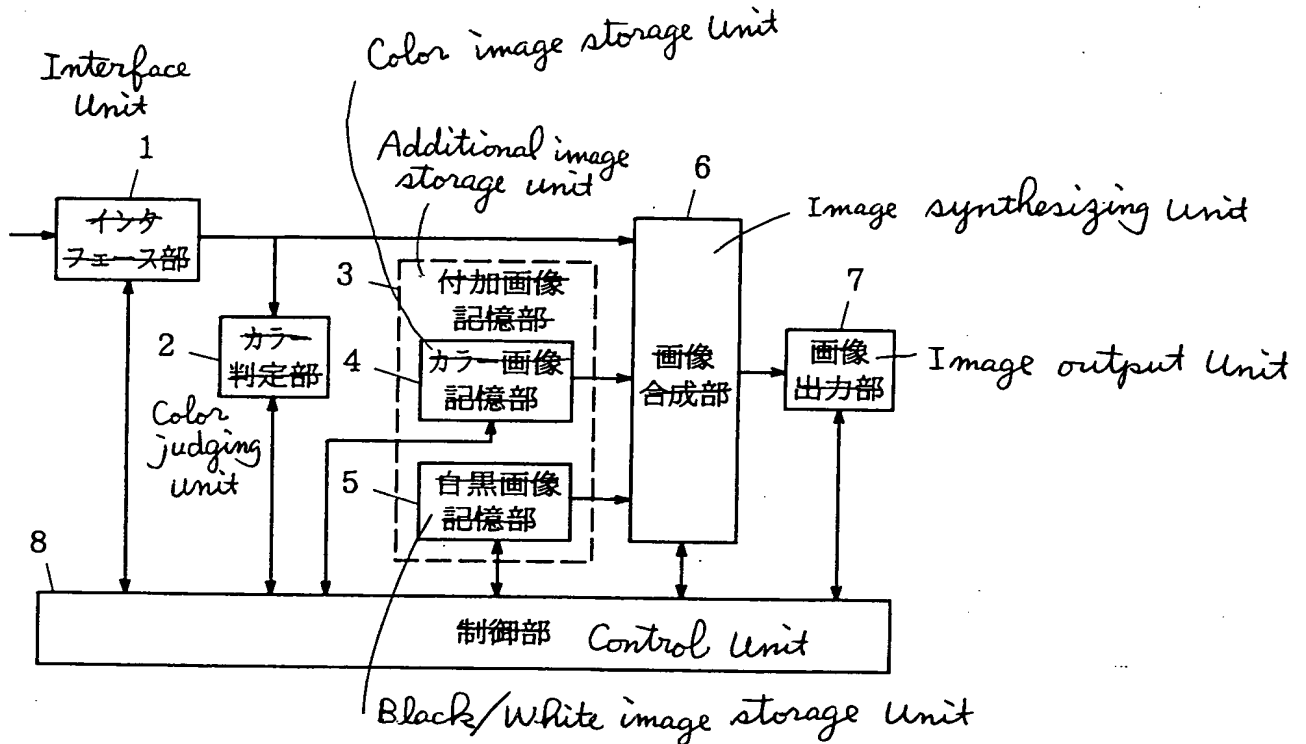 Color image storage Unit
Interface
Unit
1
Additional image
storage unit
6
Image synthesizing Unit
インタ
フェース部
3
付加画像
記憶部
7
2
カラー
判定部
4
カラー画像
記憶部
画像
合成部
画像
出力部
Image output Unit
Color
judging
Unit
5
白黒画像
記憶部
8
制御部 Control Unit
Black/White image storage Unit